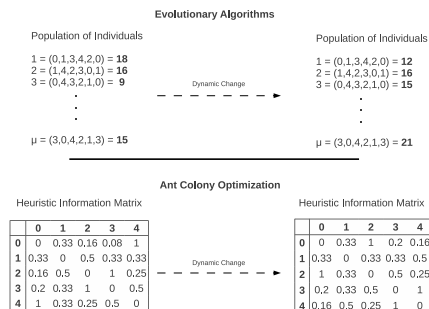 Evolutionary Algorithms
Population of Individuals
1 = (0,1,3,4,2,0) = 18
2 = (1,4,2,3,0,1) = 16
3 = (0,4,3,2,1,0) = 9
.
.
.
μ = (3,0,4,2,1,3) = 15
Dynamic Change
Population of Individuals
1 = (0,1,3,4,2,0) = 12
2 = (1,4,2,3,0,1) = 16
3 = (0,4,3,2,1,0) = 15
.
.
.
μ = (3,0,4,2,1,3) = 21
Ant Colony Optimization
Heuristic Information Matrix
0 1 2 3 4
0 0 0.33 0.16 0.08 1
1 0.33 0 0.5 0.33 0.33
2 0.16 0.5 0 1 0.25
3 0.2 0.33 1 0 0.5
4 1 0.33 0.25 0.5 0
Dynamic Change
Heuristic Information Matrix
0 1 2 3 4
0 0 0.33 1 0.2 0.16
1 0.33 0 0.33 0.33 0.5
2 1 0.33 0 0.5 0.25
3 0.2 0.33 0.5 0 1
4 0.16 0.5 0.25 1 0